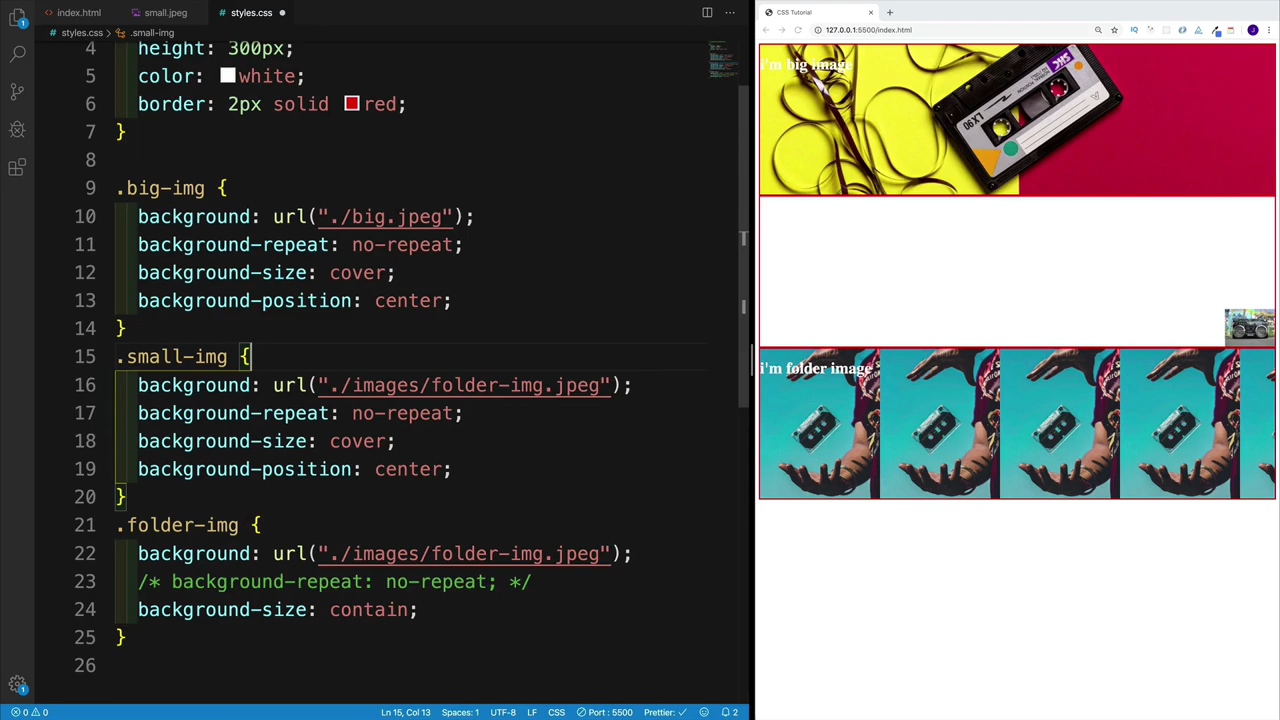 index.html
small.jpeg
styles.css
styles.css > .small-img
4 height: 300px;
5 color: white;
6 border: 2px solid red;
7 }
8
9 .big-img {
10 background: url("./big.jpeg");
11 background-repeat: no-repeat;
12 background-size: cover;
13 background-position: center;
14 }
15 .small-img {
16 background: url("./images/folder-img.jpeg");
17 background-repeat: no-repeat;
18 background-size: cover;
19 background-position: center;
20 }
21 .folder-img {
22 background: url("./images/folder-img.jpeg");
23 /* background-repeat: no-repeat; */
24 background-size: contain;
25 }
26
1
1
0 0 Ln 15, Col 13 Spaces: 1 UTF-8 LF CSS Port : 5500 Prettier: ✓ 2
CSS Tutorial
127.0.0.1:5500/index.html
J
i'm big image
LX90
i'm folder image